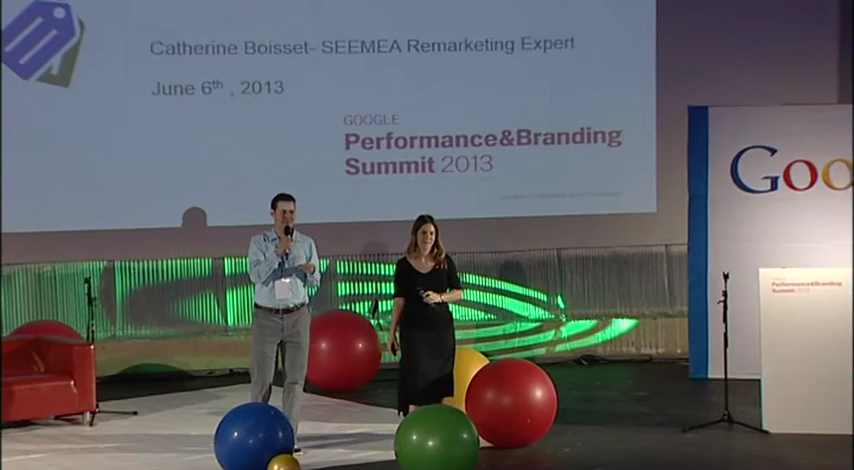 Catherine Boisset- SEEMEA Remarketing Expert
June 6th , 2013
GOOGLE
Performance&Branding
Summit 2013
Goo
Performance&Branding
Summit 2013